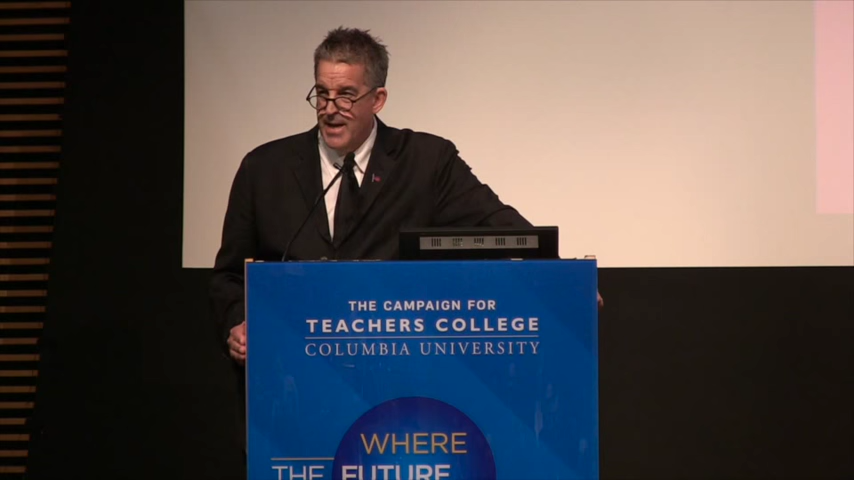 THE CAMPAIGN FOR
TEACHERS COLLEGE
COLUMBIA UNIVERSITY
WHERE
THE FUTURE